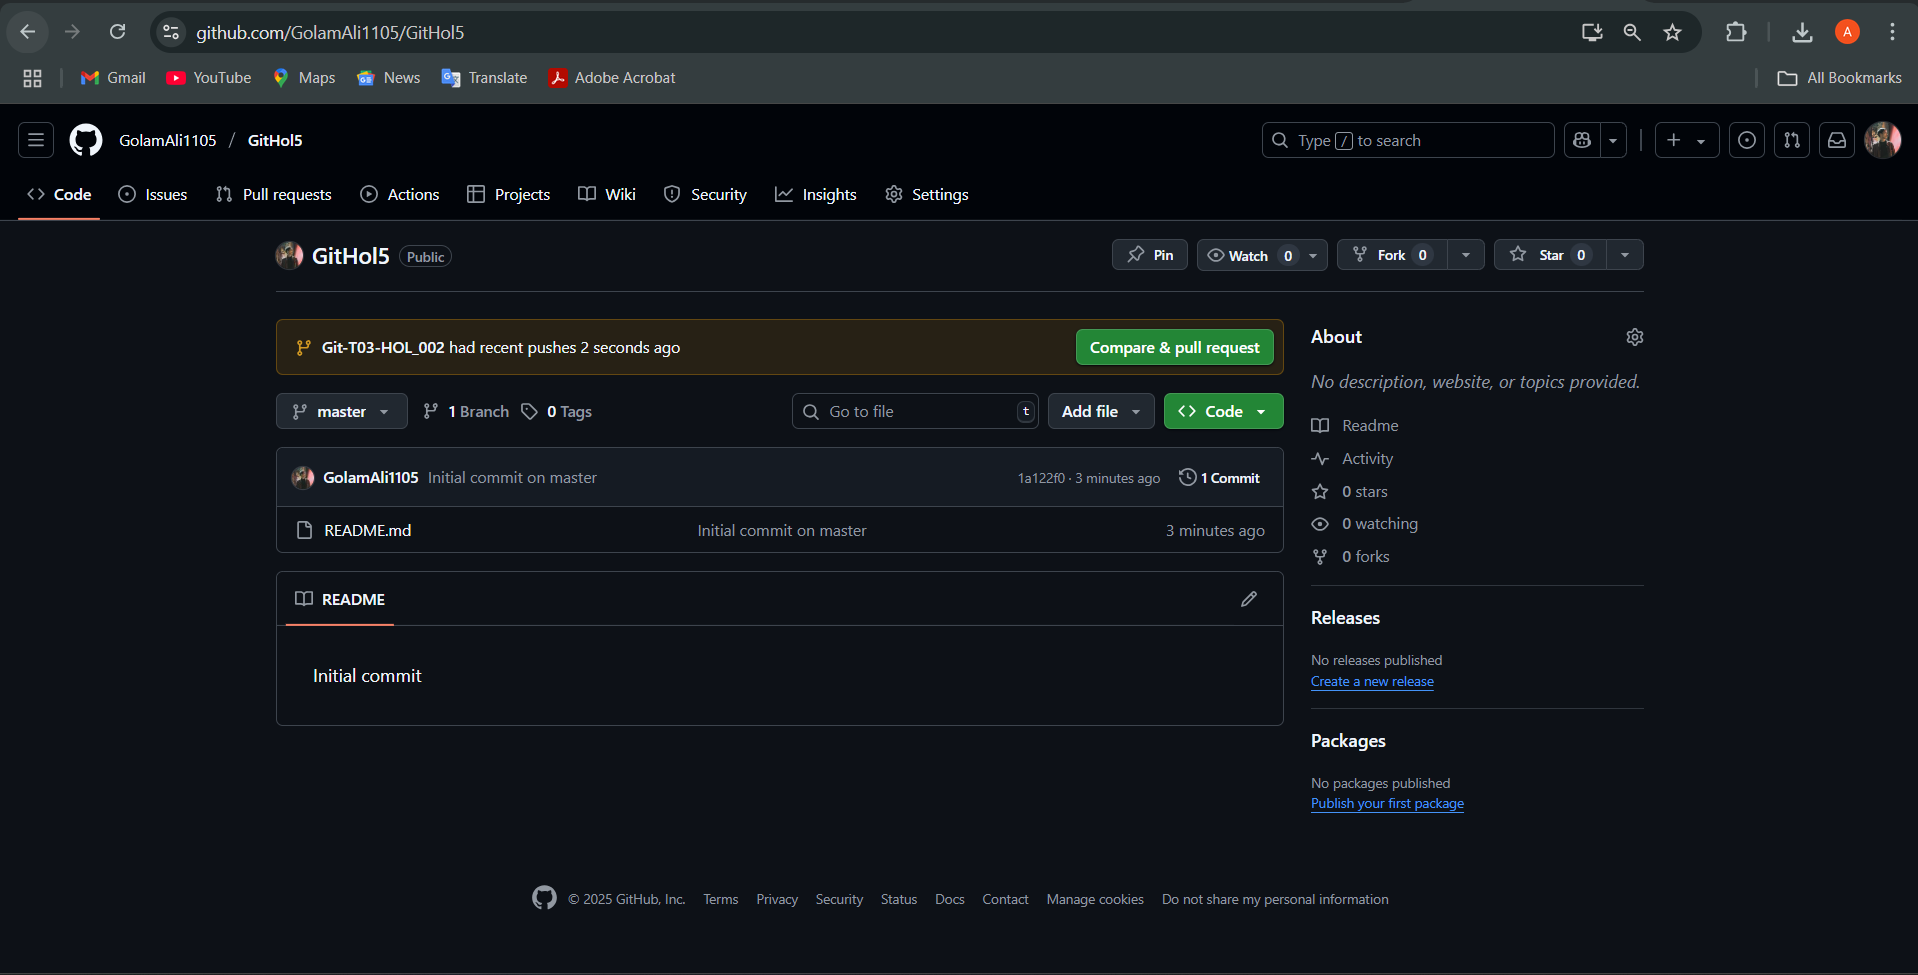 github.com/GolamAli1105/GitHol5
A
Gmail YouTube Maps News Translate Adobe Acrobat All Bookmarks
GolamAli1105 / GitHol5 Type / to search
Code Issues Pull requests Actions Projects Wiki Security Insights Settings
GitHol5 Public Pin Watch 0 Fork 0 Star 0
Git-T03-HOL_002 had recent pushes 2 seconds ago Compare & pull request
master 1 Branch 0 Tags Go to file t Add file Code
GolamAli1105 Initial commit on master 1a122f0 · 3 minutes ago 1 Commit
README.md Initial commit on master 3 minutes ago
README
Initial commit
About
No description, website, or topics provided.
Readme
Activity
0 stars
0 watching
0 forks
Releases
No releases published
Create a new release
Packages
No packages published
Publish your first package
© 2025 GitHub, Inc. Terms Privacy Security Status Docs Contact Manage cookies Do not share my personal information